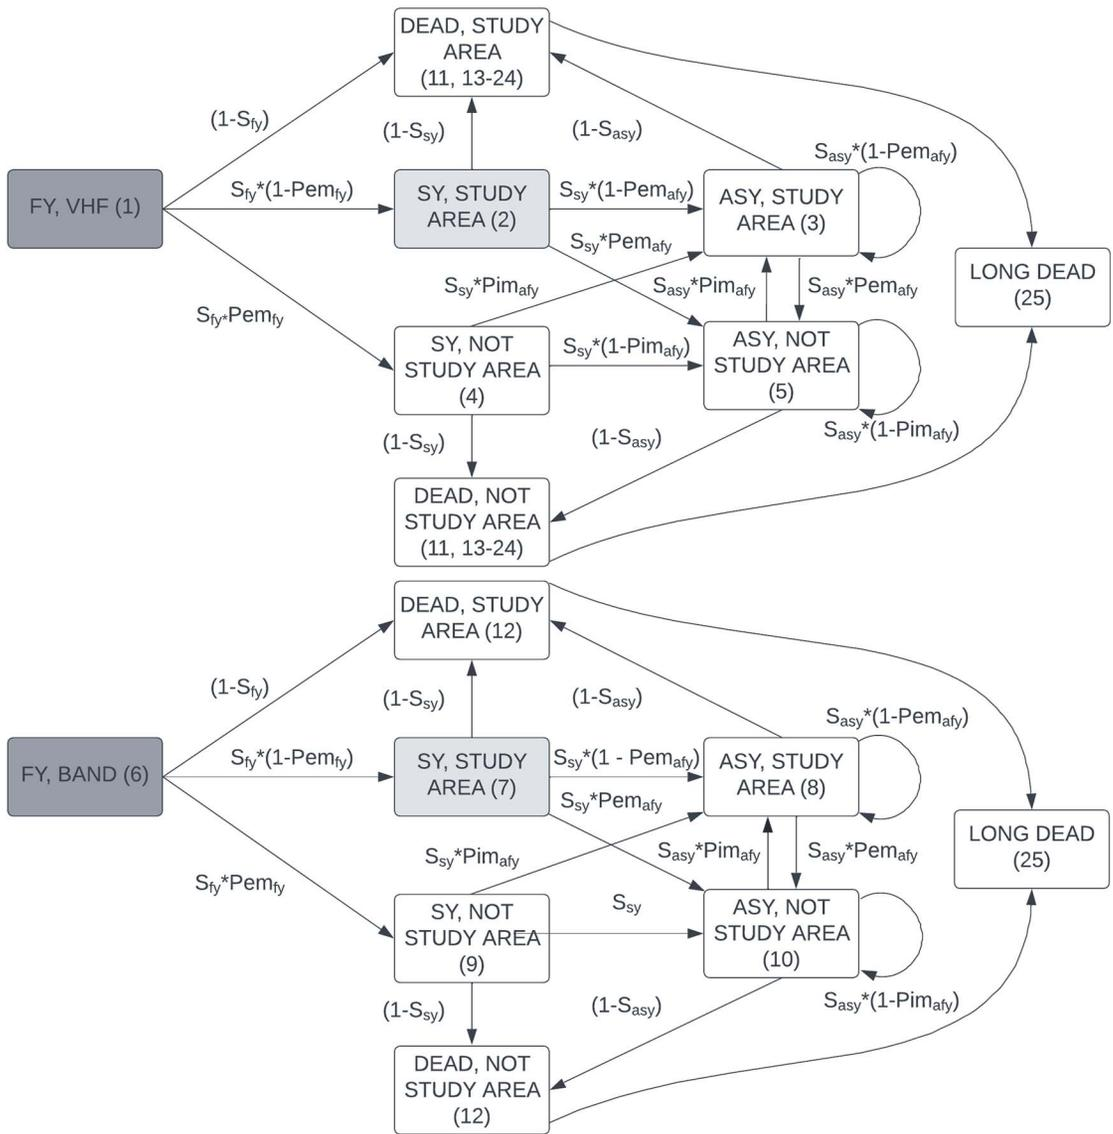 DEAD, STUDY
AREA
(11, 13-24)
(1-Sfy)
(1-Ssy)
(1-Sasy)
Sasy*(1-Pemafy)
FY, VHF (1)
Sfy*(1-Pemfy)
SY, STUDY
AREA (2)
Ssy*(1-Pemafy)
ASY, STUDY
AREA (3)
Ssy*Pemafy
Ssy*Pimafy
Sasy*Pimafy
Sasy*Pemafy
LONG DEAD
(25)
Sfy*Pemfy
SY, NOT
STUDY AREA
(4)
Ssy*(1-Pimafy)
ASY, NOT
STUDY AREA
(5)
Sasy*(1-Pimafy)
(1-Ssy)
(1-Sasy)
DEAD, NOT
STUDY AREA
(11, 13-24)
DEAD, STUDY
AREA (12)
(1-Sfy)
(1-Ssy)
(1-Sasy)
Sasy*(1-Pemafy)
FY, BAND (6)
Sfy*(1-Pemfy)
SY, STUDY
AREA (7)
Ssy*(1 - Pemafy)
ASY, STUDY
AREA (8)
Ssy*Pemafy
Ssy*Pimafy
Sasy*Pimafy
Sasy*Pemafy
LONG DEAD
(25)
Sfy*Pemfy
SY, NOT
STUDY AREA
(9)
Ssy
ASY, NOT
STUDY AREA
(10)
Sasy*(1-Pimafy)
(1-Ssy)
(1-Sasy)
DEAD, NOT
STUDY AREA
(12)